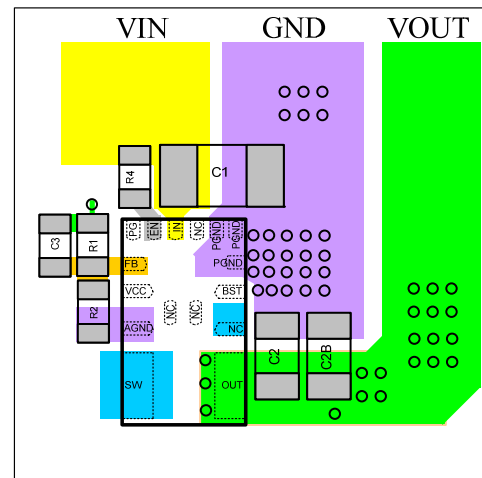 VIN GND VOUT
R4
C1
PG EN IN NC PGND PGND
C3 R1
FB PGND
VCC BST
R2
NC NC
AGND NC
C2 C2B
SW OUT